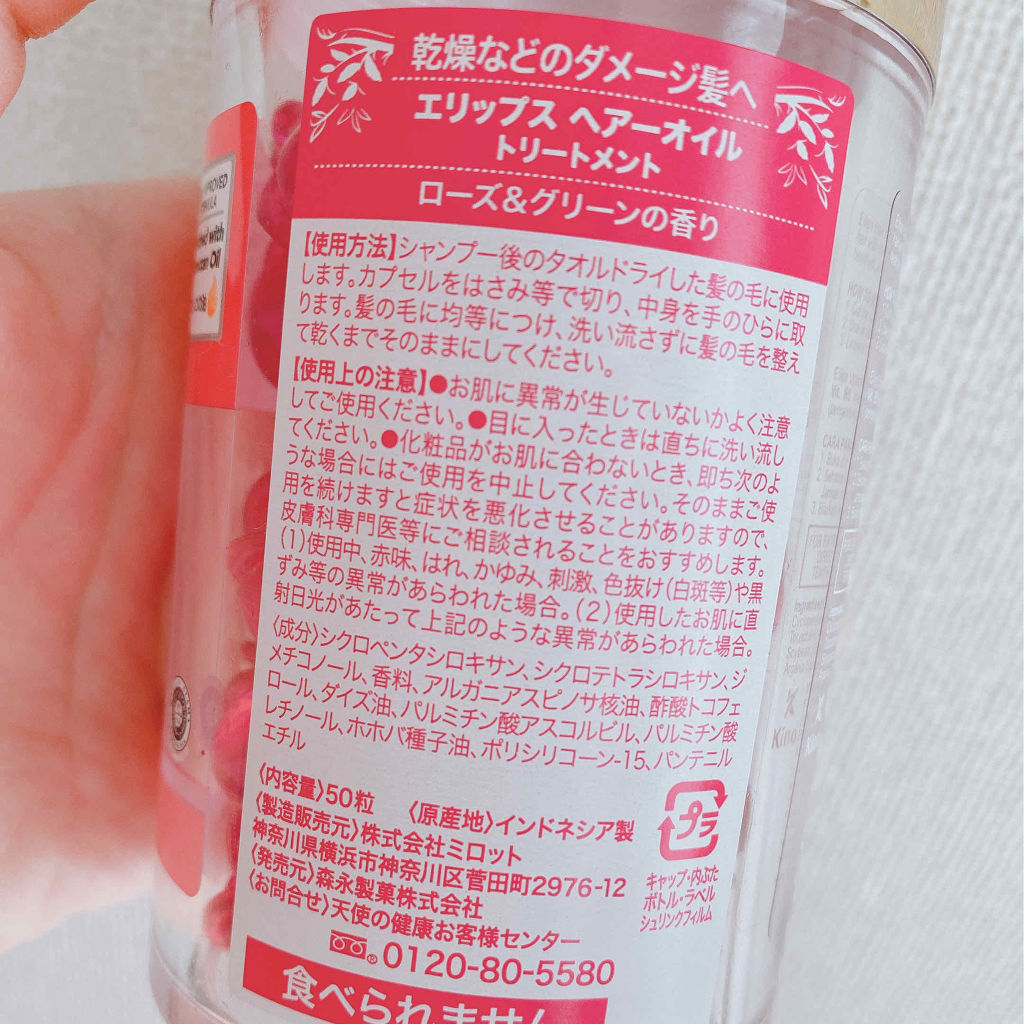 乾燥などのダメージ髪へ
エリップス ヘアーオイル
トリートメント
ローズ&グリーンの香り
【使用方法】シャンプー後のタオルドライした髪の毛に使用
します。カプセルをはさみ等で切り、中身を手のひらに取
ります。髪の毛に均等につけ、洗い流さずに髪の毛を整え
て乾くまでそのままにしてください。
【使用上の注意】●お肌に異常が生じていないかよく注意
してご使用ください。●目に入ったときは直ちに洗い流し
てください。●化粧品がお肌に合わないとき、即ち次のよ
うな場合にはご使用を中止してください。そのままご使
用を続けますと症状を悪化させることがありますので、
皮膚科専門医等にご相談されることをおすすめします。
(1)使用中、赤味、はれ、かゆみ、刺激、色抜け(白斑等)や黒
ずみ等の異常があらわれた場合。(2)使用したお肌に直
射日光があたって上記のような異常があらわれた場合。
〈成分〉シクロペンタシロキサン、シクロテトラシロキサン、ジ
メチコノール、香料、アルガニアスピノサ核油、酢酸トコフェ
ロール、ダイズ油、パルミチン酸アスコルビル、パルミチン酸
レチノール、ホホバ種子油、ポリシリコーン-15、パンテニル
エチル
〈内容量〉50粒 〈原産地〉インドネシア製
〈製造販売元〉株式会社ミロット
神奈川県横浜市神奈川区菅田町2976-12
〈発売元〉森永製菓株式会社
〈お問合せ〉天使の健康お客様センター
0120-80-5580
食べられません
プラ
キャップ・内ぶた
ボトル・ラベル
シュリンクフィルム
with
Oil